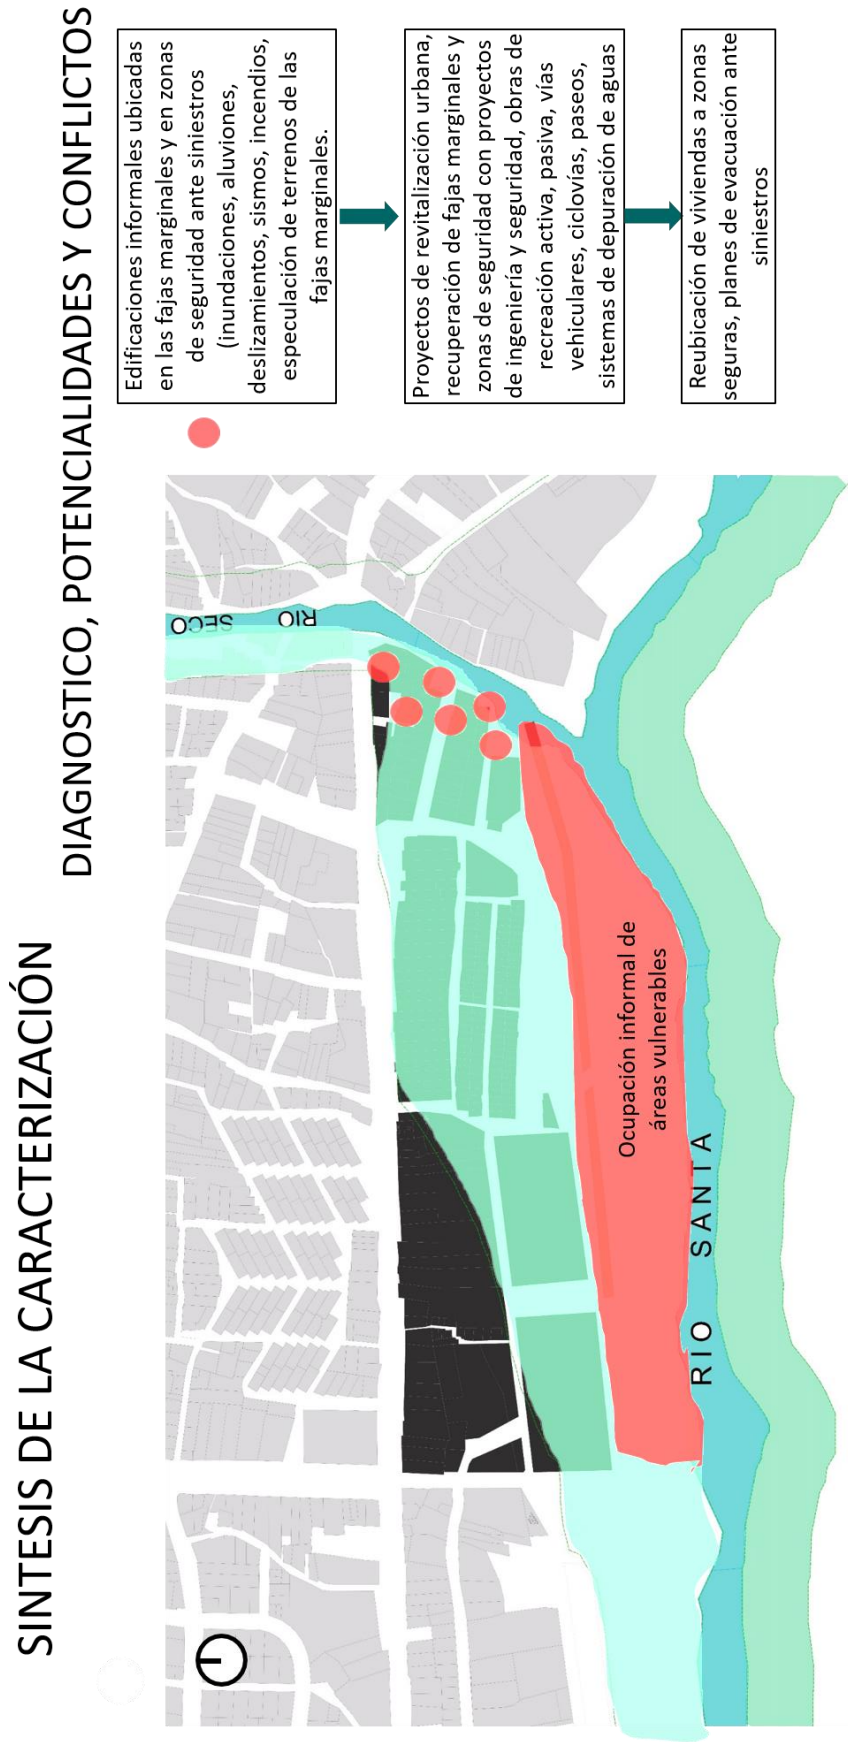 SINTESIS DE LA CARACTERIZACIÓN
DIAGNOSTICO, POTENCIALIDADES Y CONFLICTOS
Edificaciones informales ubicadas
en las fajas marginales y en zonas
de seguridad ante siniestros
(inundaciones, aluviones,
deslizamientos, sismos, incendios,
especulación de terrenos de las
fajas marginales.
Proyectos de revitalización urbana,
recuperación de fajas marginales y
zonas de seguridad con proyectos
de ingeniería y seguridad, obras de
recreación activa, pasiva, vías
vehiculares, ciclovías, paseos,
sistemas de depuración de aguas
Reubicación de viviendas a zonas
seguras, planes de evacuación ante
siniestros
RIO SECO
Ocupación informal de
áreas vulnerables
RIO SANTA